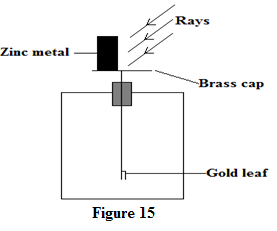 Rays
Zinc metal
Brass cap
Gold leaf
Figure 15